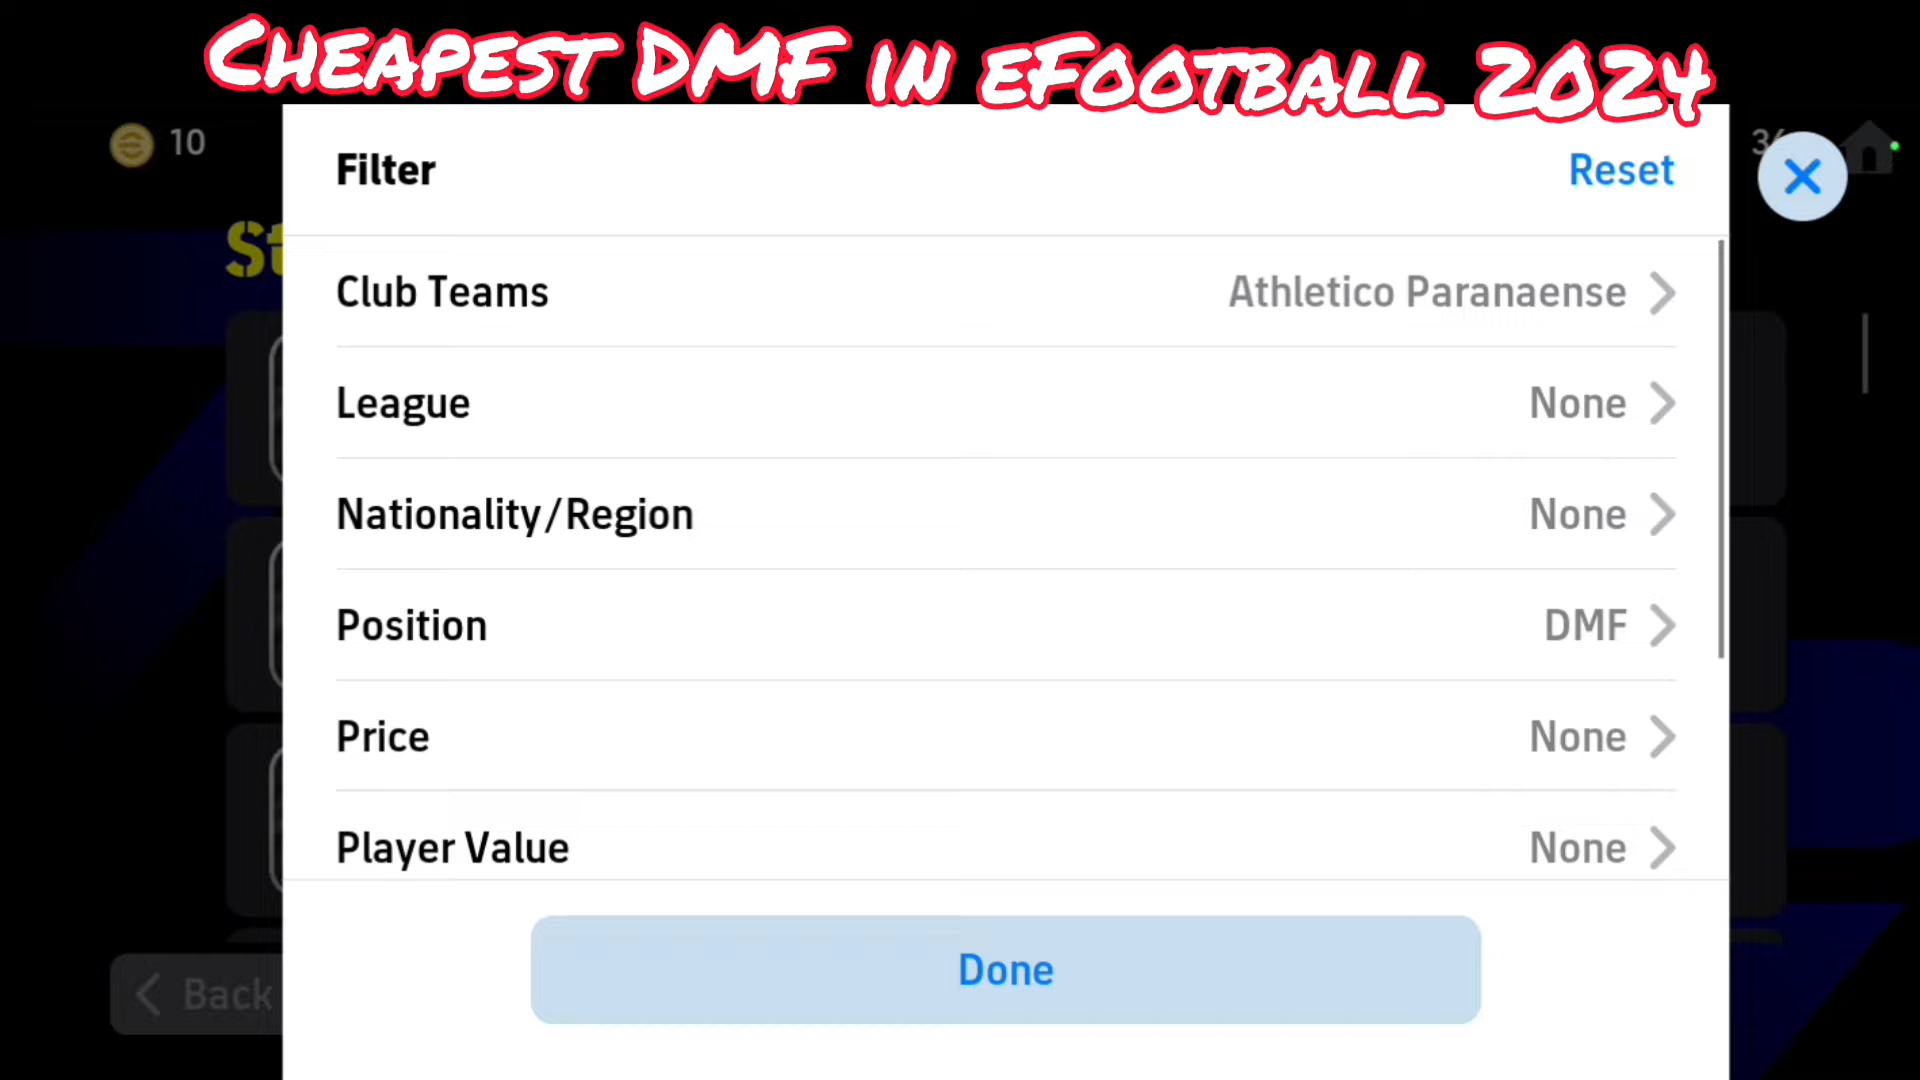 Cheapest DMF in eFootball 2024
10
Filter
Reset
Club Teams
Athletico Paranaense
League
None
Nationality/Region
None
Position
DMF
Price
None
Player Value
None
Done
Back